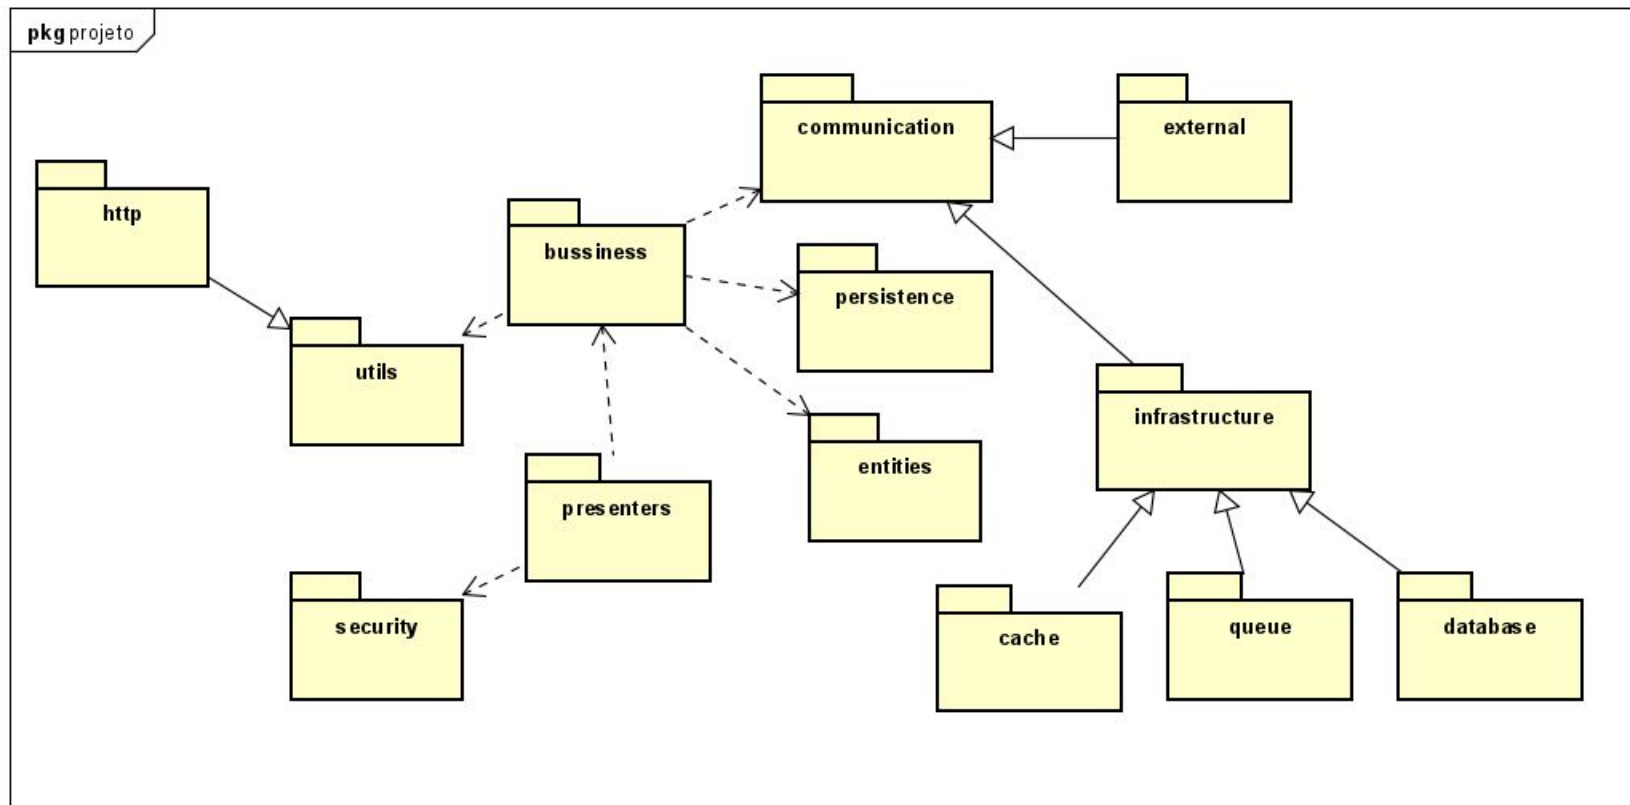 pkg projeto
communication
external
http
bussiness
persistence
utils
infrastructure
entities
presenters
security
cache
queue
database